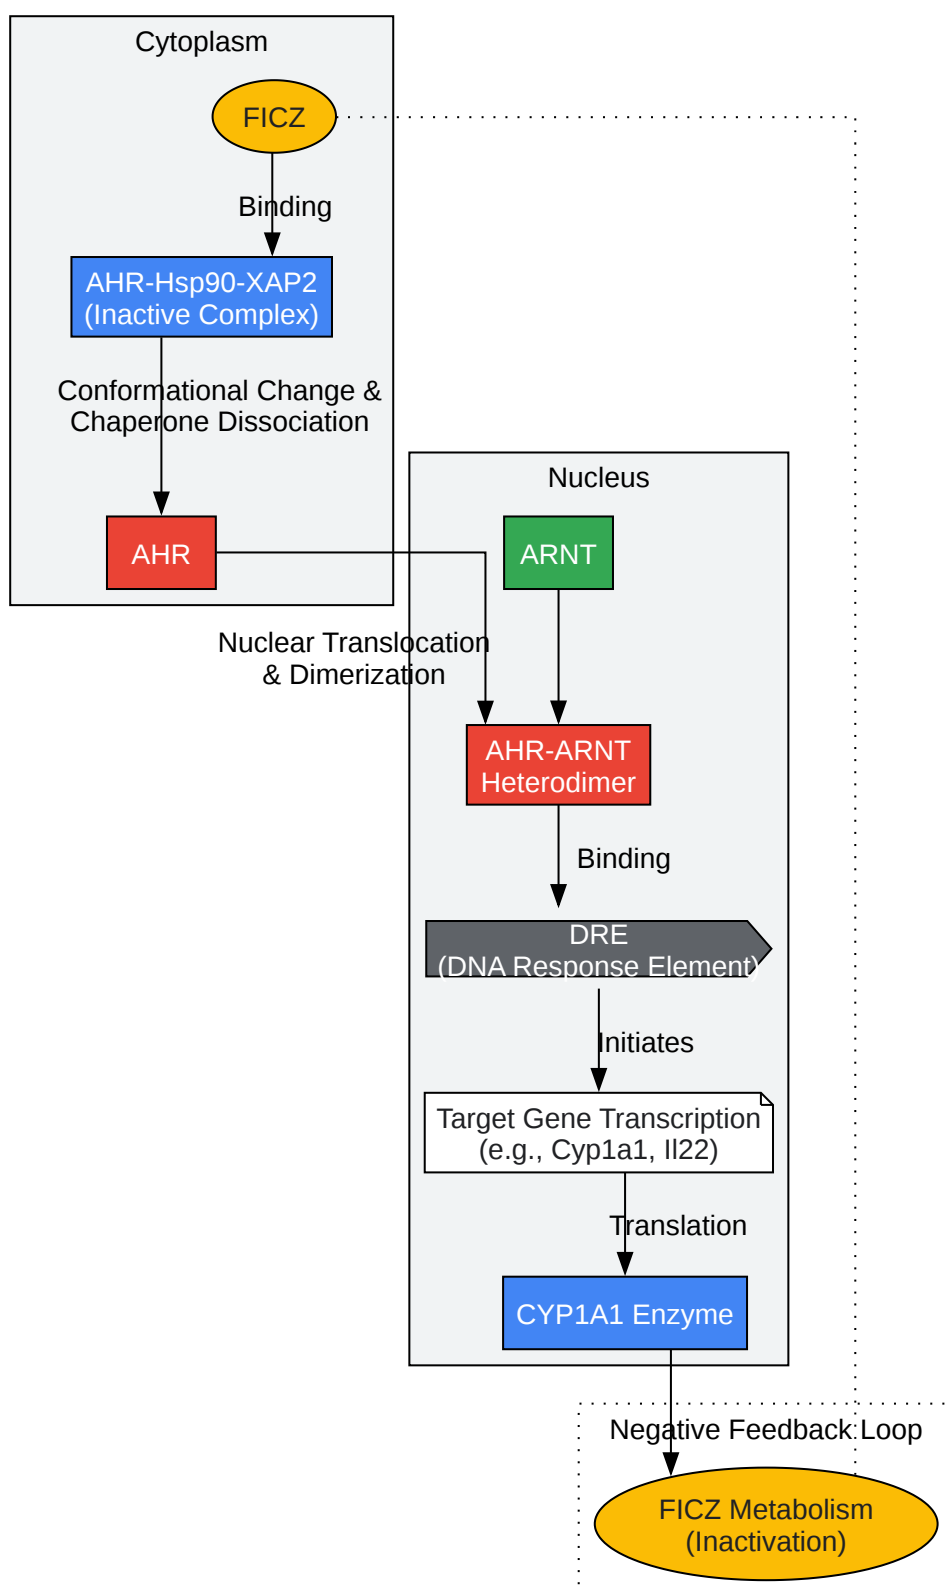 Cytoplasm
FICZ
Binding
AHR-Hsp90-XAP2
(Inactive Complex)
Conformational Change &
Chaperone Dissociation
AHR
Nucleus
ARNT
Nuclear Translocation
& Dimerization
AHR-ARNT
Heterodimer
Binding
DRE
(DNA Response Element)
Initiates
Target Gene Transcription
(e.g., Cyp1a1, Il22)
Translation
CYP1A1 Enzyme
Negative Feedback Loop
FICZ Metabolism
(Inactivation)